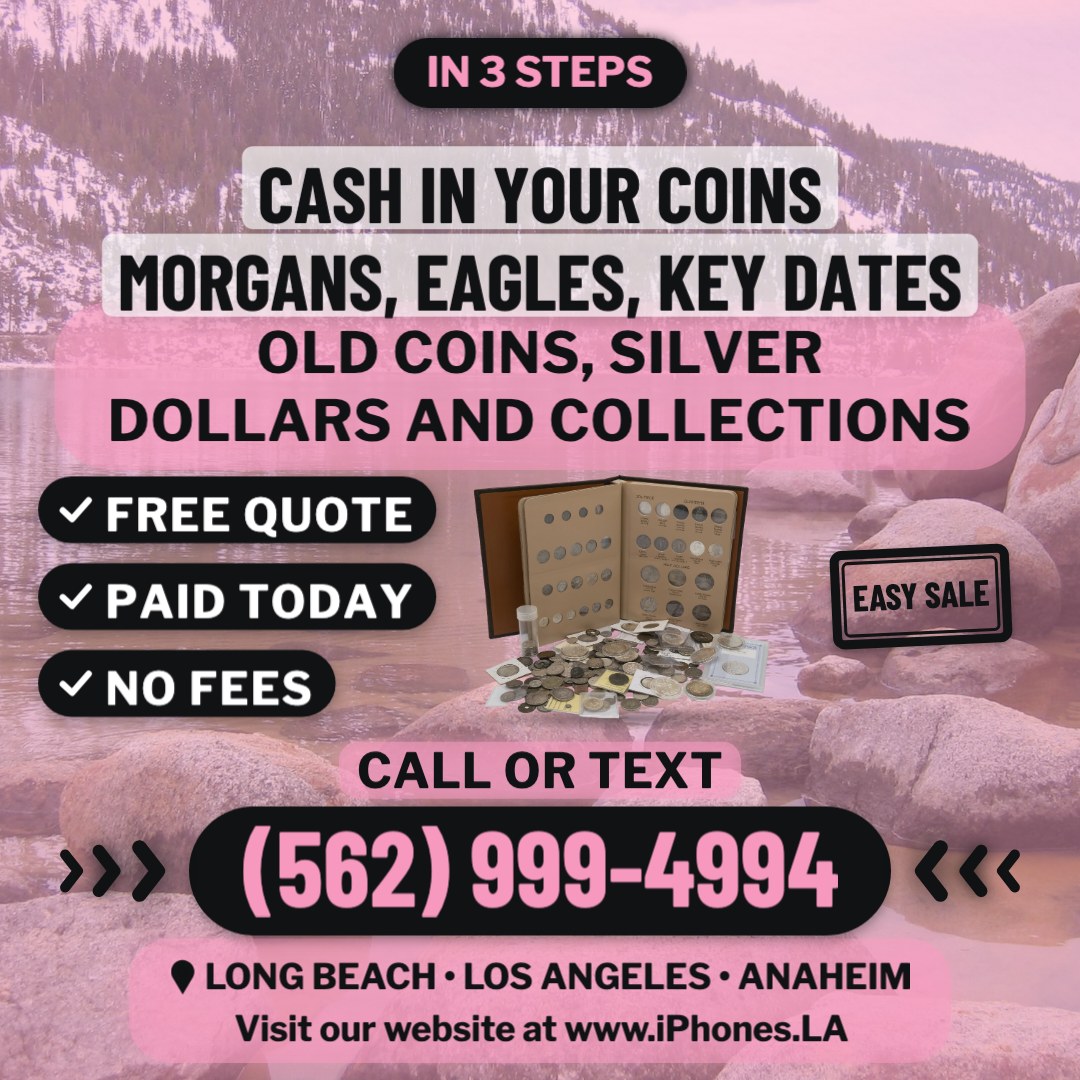 IN 3 STEPS
CASH IN YOUR COINS
MORGANS, EAGLES, KEY DATES
OLD COINS, SILVER
DOLLARS AND COLLECTIONS
FREE QUOTE
PAID TODAY
NO FEES
EASY SALE
CALL OR TEXT
(562) 999-4994
LONG BEACH • LOS ANGELES • ANAHEIM
Visit our website at www.iPhones.LA